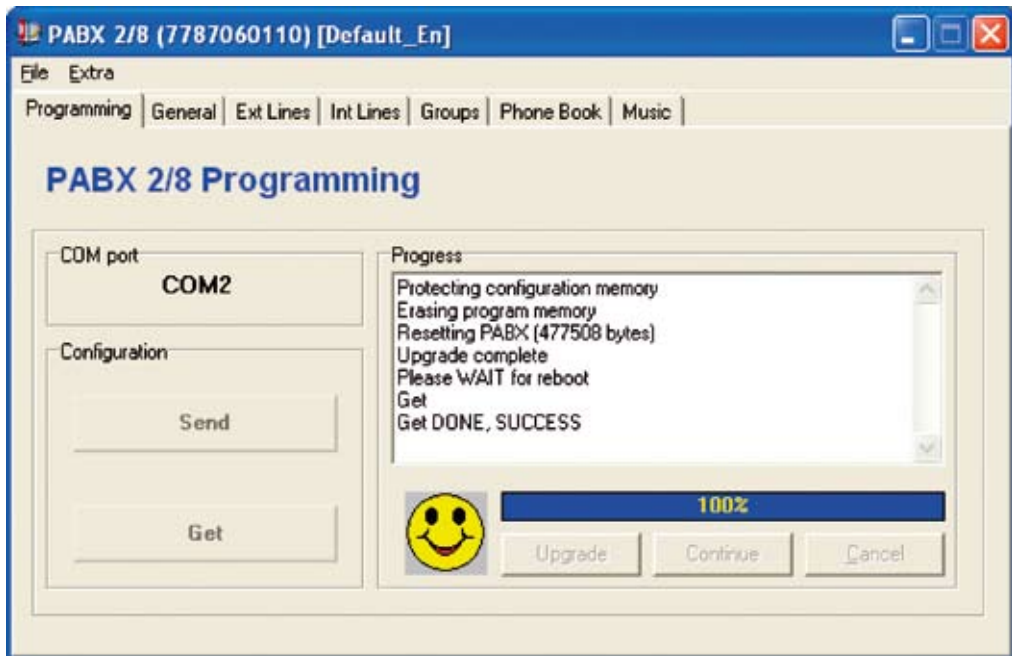 PABX 2/8 (7787060110) [Default_En]
File Extra
Programming General Ext Lines Int Lines Groups Phone Book Music
PABX 2/8 Programming
COM port
COM2
Configuration
Send
Get
Progress
Protecting configuration memory
Erasing program memory
Resetting PABX (477508 bytes)
Upgrade complete
Please WAIT for reboot
Get
Get DONE, SUCCESS
100%
Upgrade Continue Cancel